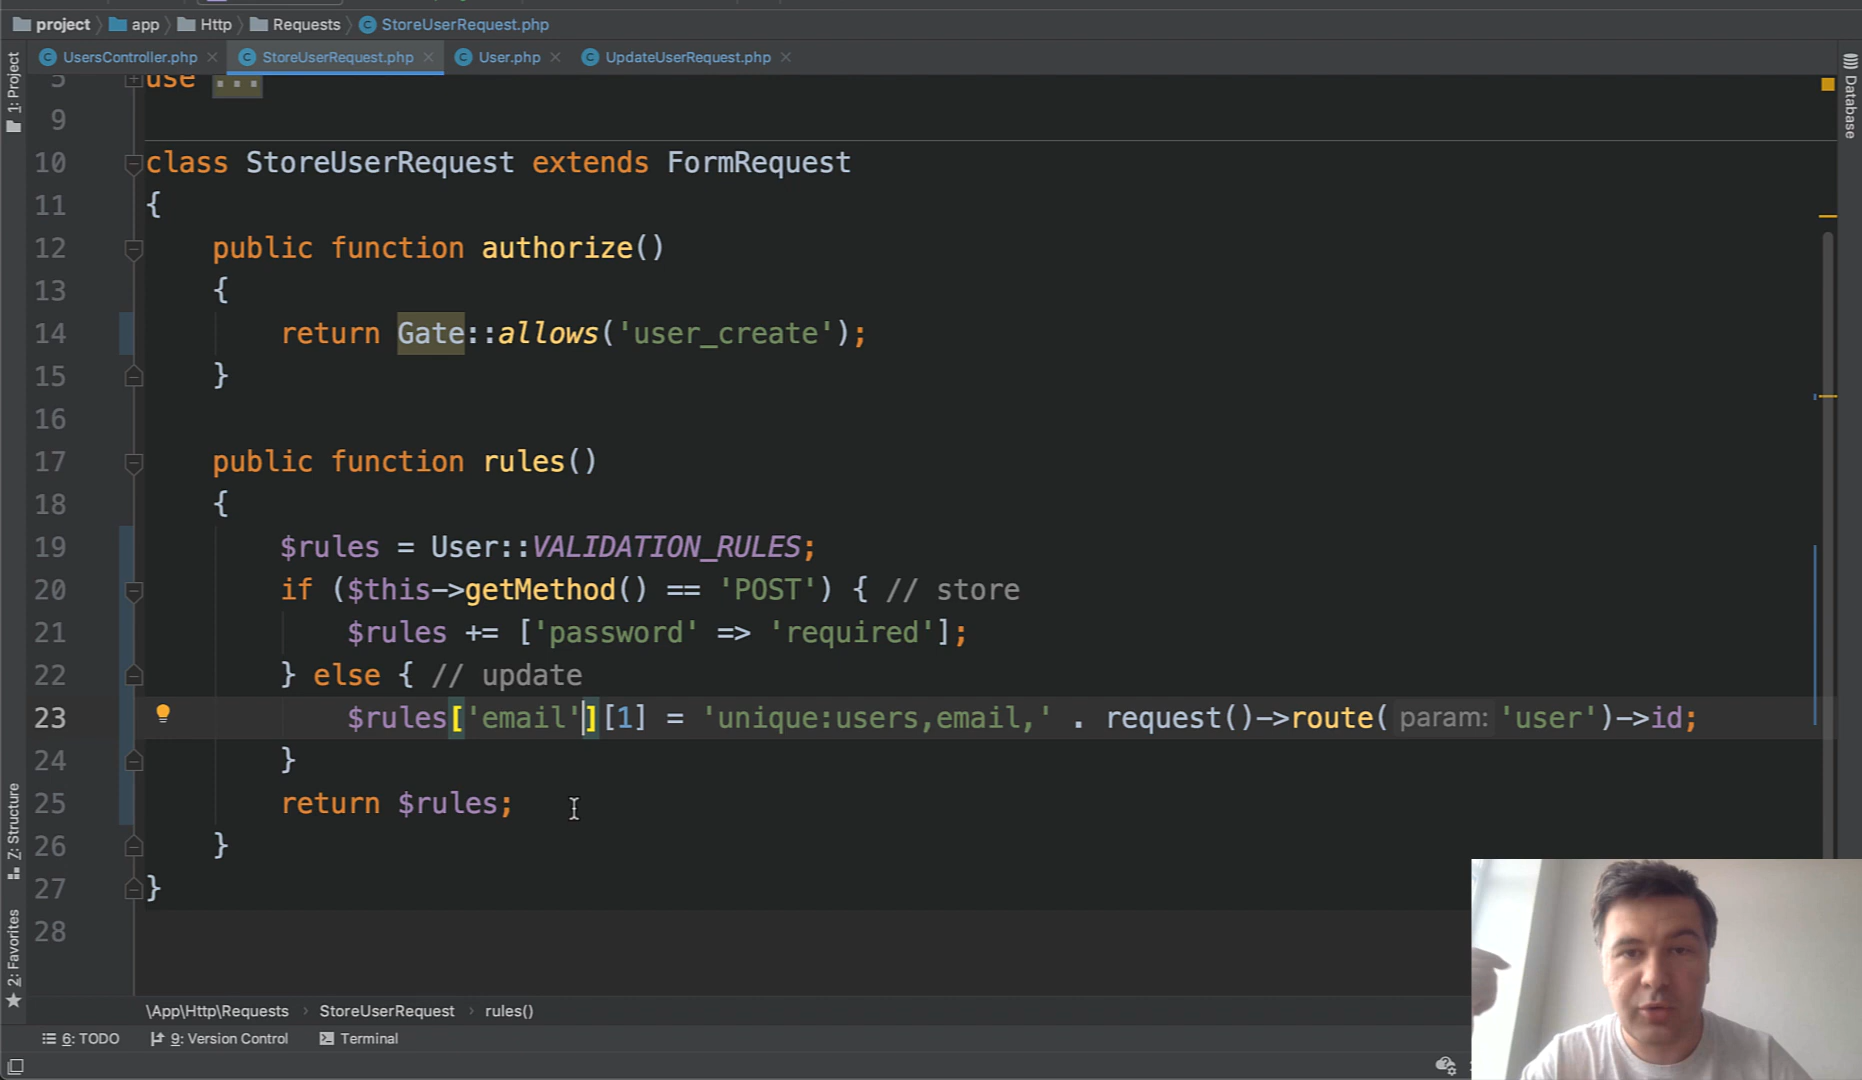 project app Http Requests StoreUserRequest.php
UsersController.php StoreUserRequest.php User.php UpdateUserRequest.php
1: Project
Database
5 use ...
9
10 class StoreUserRequest extends FormRequest
11 {
12 public function authorize()
13 {
14 return Gate::allows('user_create');
15 }
16
17 public function rules()
18 {
19 $rules = User::VALIDATION_RULES;
20 if ($this->getMethod() == 'POST') { // store
21 $rules += ['password' => 'required'];
22 } else { // update
23 $rules['email'][1] = 'unique:users,email,' . request()->route( param: 'user')->id;
24 }
25 return $rules;
26 }
27 }
28
Z: Structure
2: Favorites
\App\Http\Requests › StoreUserRequest › rules()
6: TODO 9: Version Control Terminal